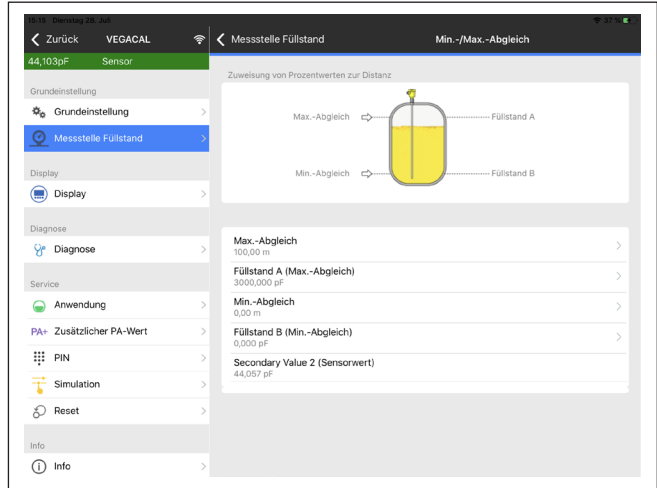 15:15 Dienstag 28. Juli
37 %
Zurück
VEGACAL
44,103pF
Sensor
Grundeinstellung
Grundeinstellung
Messstelle Füllstand
Display
Display
Diagnose
Diagnose
Service
Anwendung
PA+ Zusätzlicher PA-Wert
PIN
Simulation
Reset
Info
Info
Messstelle Füllstand
Min.-/Max.-Abgleich
Zuweisung von Prozentwerten zur Distanz
Max.-Abgleich
Füllstand A
Min.-Abgleich
Füllstand B
Max.-Abgleich
100,00 m
Füllstand A (Max.-Abgleich)
3000,000 pF
Min.-Abgleich
0,00 m
Füllstand B (Min.-Abgleich)
0,000 pF
Secondary Value 2 (Sensorwert)
44,057 pF